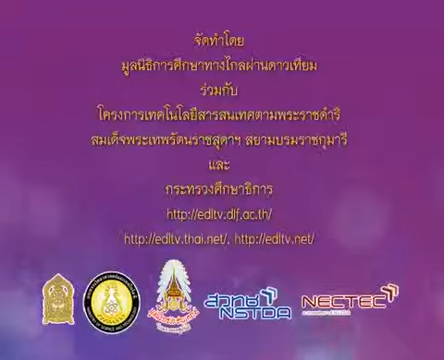 จัดทำโดย
มูลนิธิการศึกษาทางไกลผ่านดาวเทียม
ร่วมกับ
โครงการเทคโนโลยีสารสนเทศตามพระราชดำริ
สมเด็จพระเทพรัตนราชสุดาฯ สยามบรมราชกุมารี
และ
กระทรวงศึกษาธิการ
http://edltv.dlf.ac.th/
http://edltv.thai.net/, http://edltv.net/
สวทช NECTEC
NSTDA